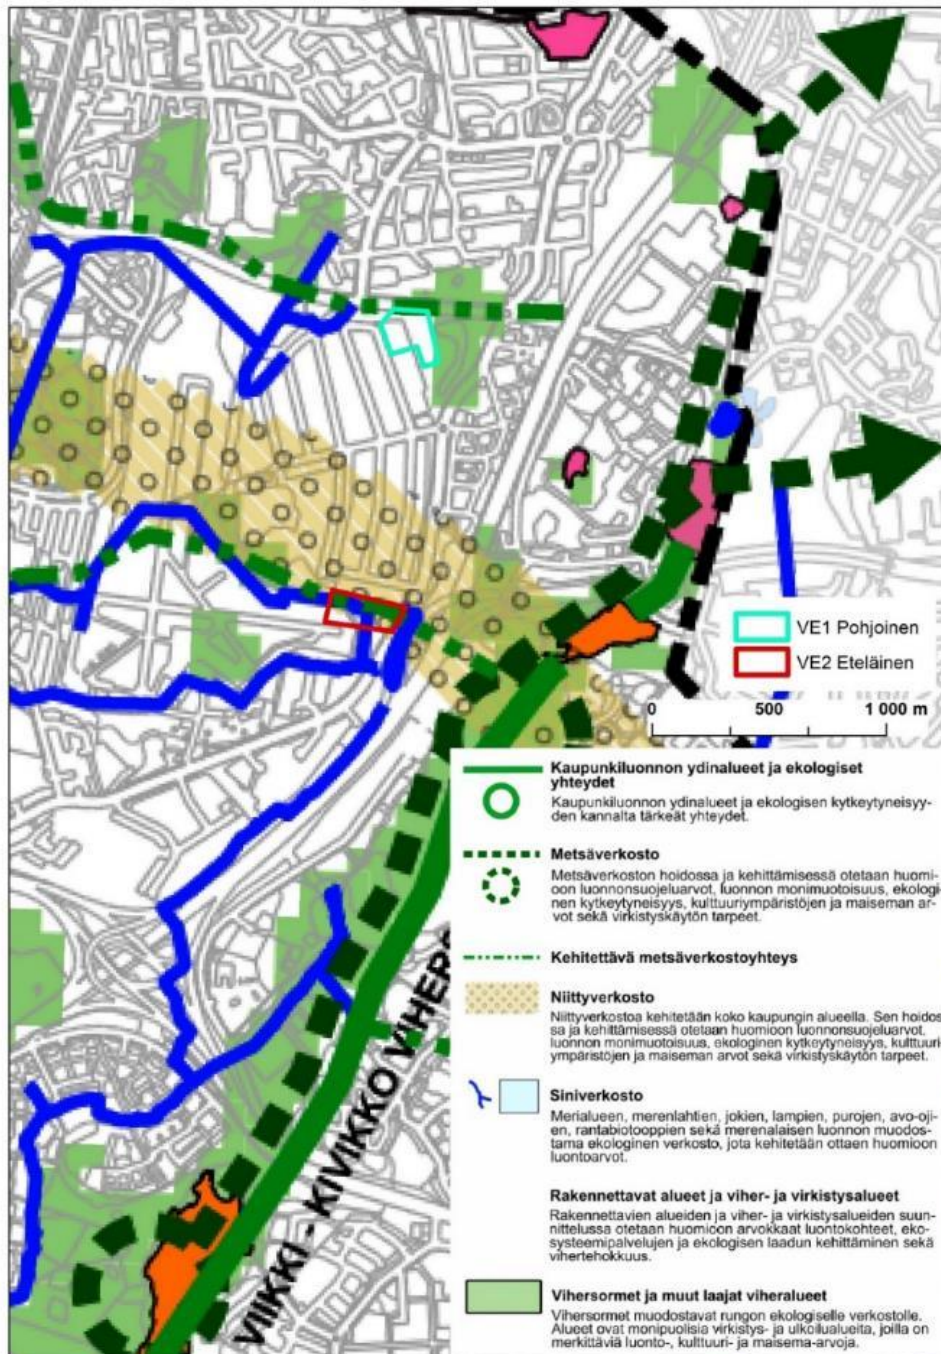 VE1 Pohjoinen
VE2 Eteläinen
0 500 1 000 m
VIIKKI - KIVIKKO VIHERS
Kaupunkiluonnon ydinalueet ja ekologiset
yhteydet
Kaupunkiluonnon ydinalueet ja ekologisen kytkeytyneisyy-
den kannalta tärkeät yhteydet.
Metsäverkosto
Metsäverkoston hoidossa ja kehittämisessä otetaan huomi-
oon luonnonsuojeluarvot, luonnon monimuotoisuus, ekologi-
nen kytkeytyneisyys, kulttuuriympäristöjen ja maiseman ar-
vot sekä virkistyskäytön tarpeet.
Kehitettävä metsäverkostoyhteys
Niittyverkosto
Niittyverkostoa kehitetään koko kaupungin alueella. Sen hoidos-
sa ja kehittämisessä otetaan huomioon luonnonsuojeluarvot,
luonnon monimuotoisuus, ekologinen kytkeytyneisyys, kulttuuri-
ympäristöjen ja maiseman arvot sekä virkistyskäytön tarpeet.
Siniverkosto
Merialueen, merenlahtien, jokien, lampien, purojen, avo-oji-
en, rantabiotooppien sekä merenalaisen luonnon muodos-
tama ekologinen verkosto, jota kehitetään ottaen huomioon
luontoarvot.
Rakennettavat alueet ja viher- ja virkistysalueet
Rakennettavien alueiden ja viher- ja virkistysalueiden suun-
nittelussa otetaan huomioon arvokkaat luontokohteet, eko-
systeemipalvelujen ja ekologisen laadun kehittäminen sekä
vihertehokkuus.
Vihersormet ja muut laajat viheralueet
Vihersormet muodostavat rungon ekologiselle verkostolle.
Alueet ovat monipuolisia virkistys- ja ulkoilualueita, joilla on
merkittäviä luonto-, kulttuuri- ja maisema-arvoja.